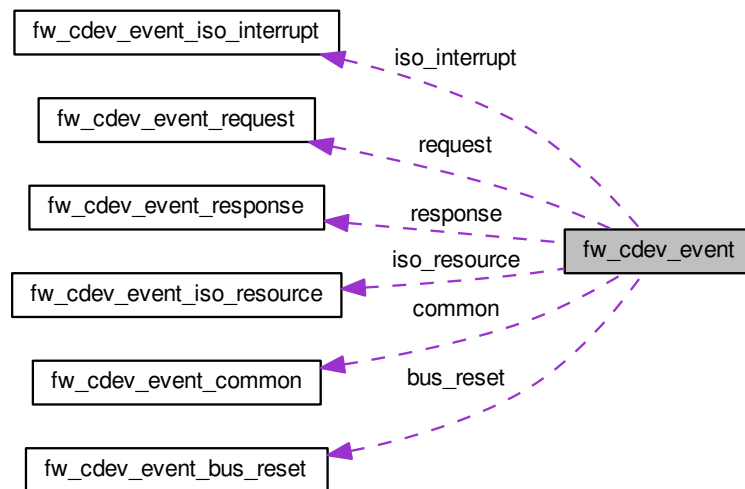 fw_cdev_event_iso_interrupt
iso_interrupt
fw_cdev_event_request
request
fw_cdev_event_response
response
fw_cdev_event
iso_resource
fw_cdev_event_iso_resource
common
fw_cdev_event_common
bus_reset
fw_cdev_event_bus_reset